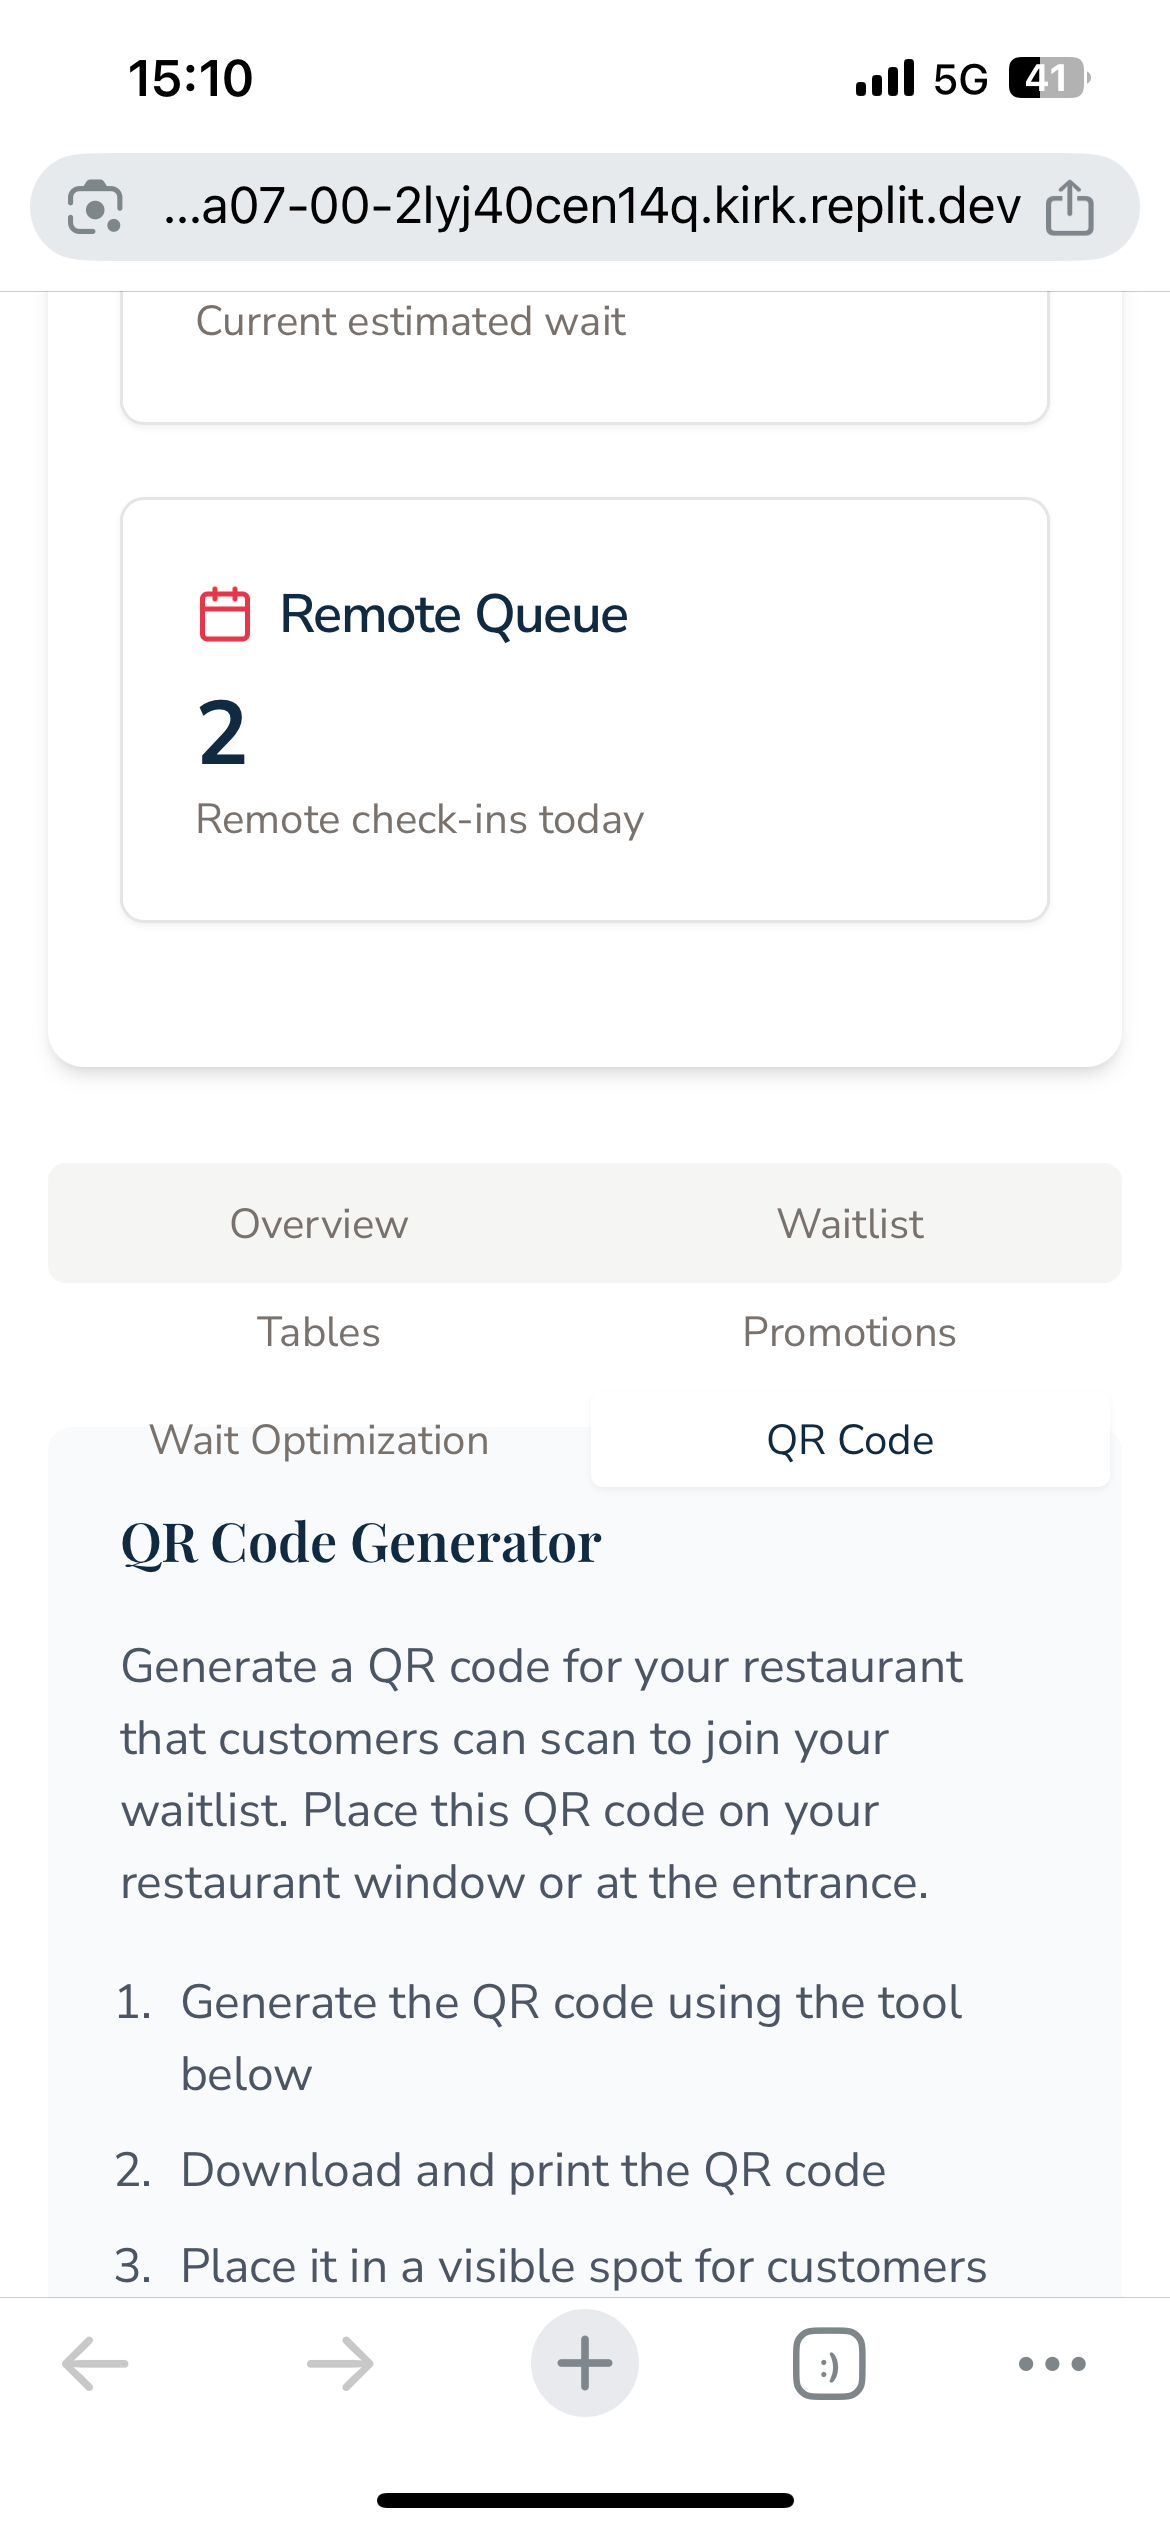 15:10
5G 41
...a07-00-2lyj40cen14q.kirk.replit.dev
Current estimated wait
Remote Queue
2
Remote check-ins today
Overview Waitlist
Tables Promotions
Wait Optimization QR Code
QR Code Generator
Generate a QR code for your restaurant
that customers can scan to join your
waitlist. Place this QR code on your
restaurant window or at the entrance.
1. Generate the QR code using the tool
below
2. Download and print the QR code
3. Place it in a visible spot for customers
:)